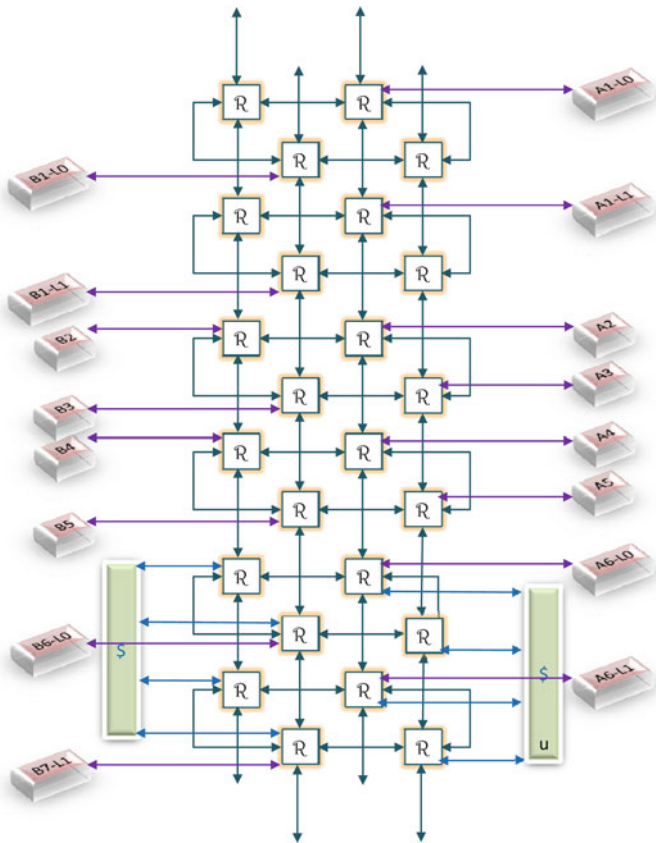 R R A1-L0
B1-L0 R R
R R A1-L1
B1-L1 R R
B2 R R A2
B3 R R A3
B4 R R A4
B5 R R A5
R R A6-L0
B6-L0 $ R R
R R $ A6-L1
B7-L1 R R u